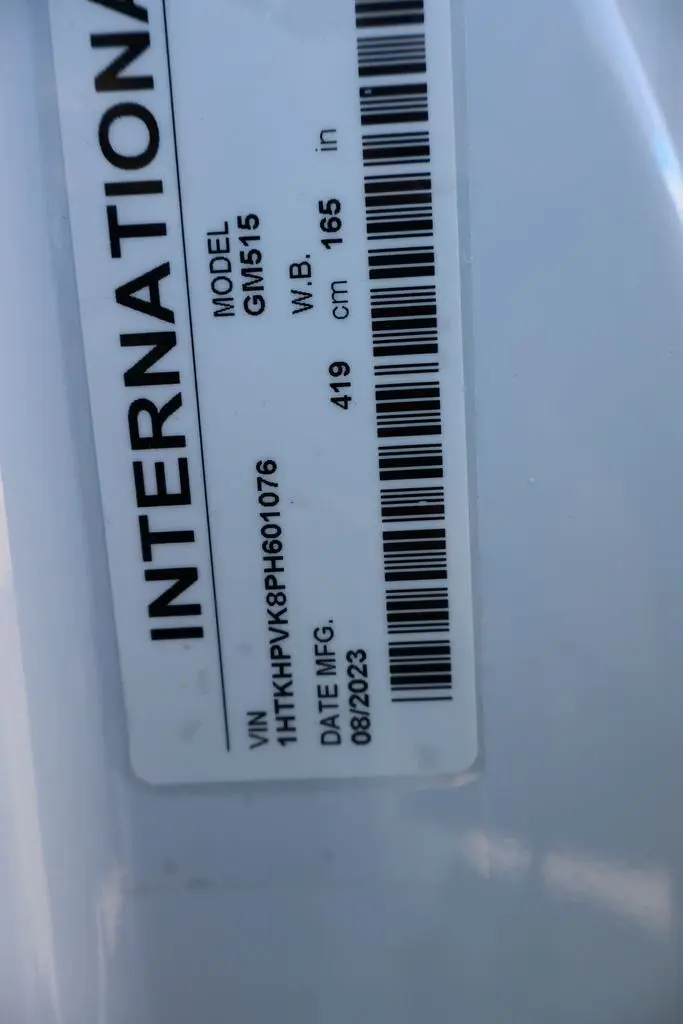 INTERNATIONA
MODEL
GM515
VIN
1HTKHPVK8PH601076
W.B.
DATE MFG.
08/2023
419 cm 165 in